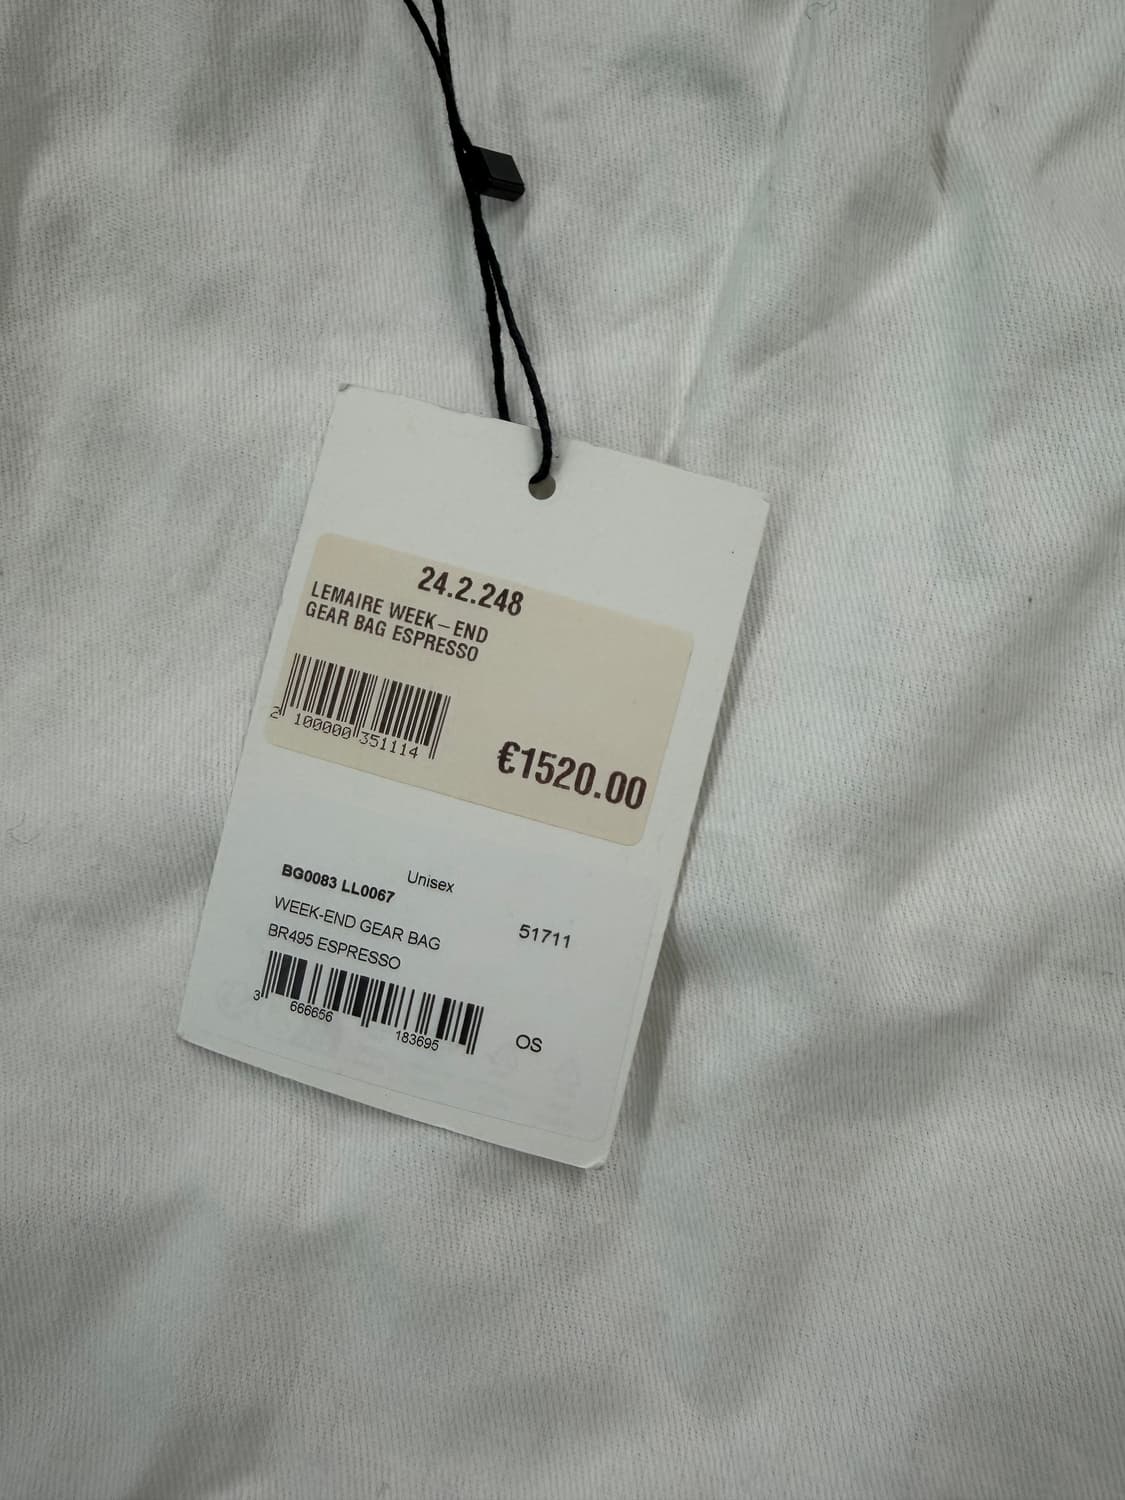 24.2.248
LEMAIRE WEEK–END
GEAR BAG ESPRESSO
2 100000 351114
€1520.00
BG0083 LL0067 Unisex
WEEK-END GEAR BAG 51711
BR495 ESPRESSO
3 666656 183695 OS